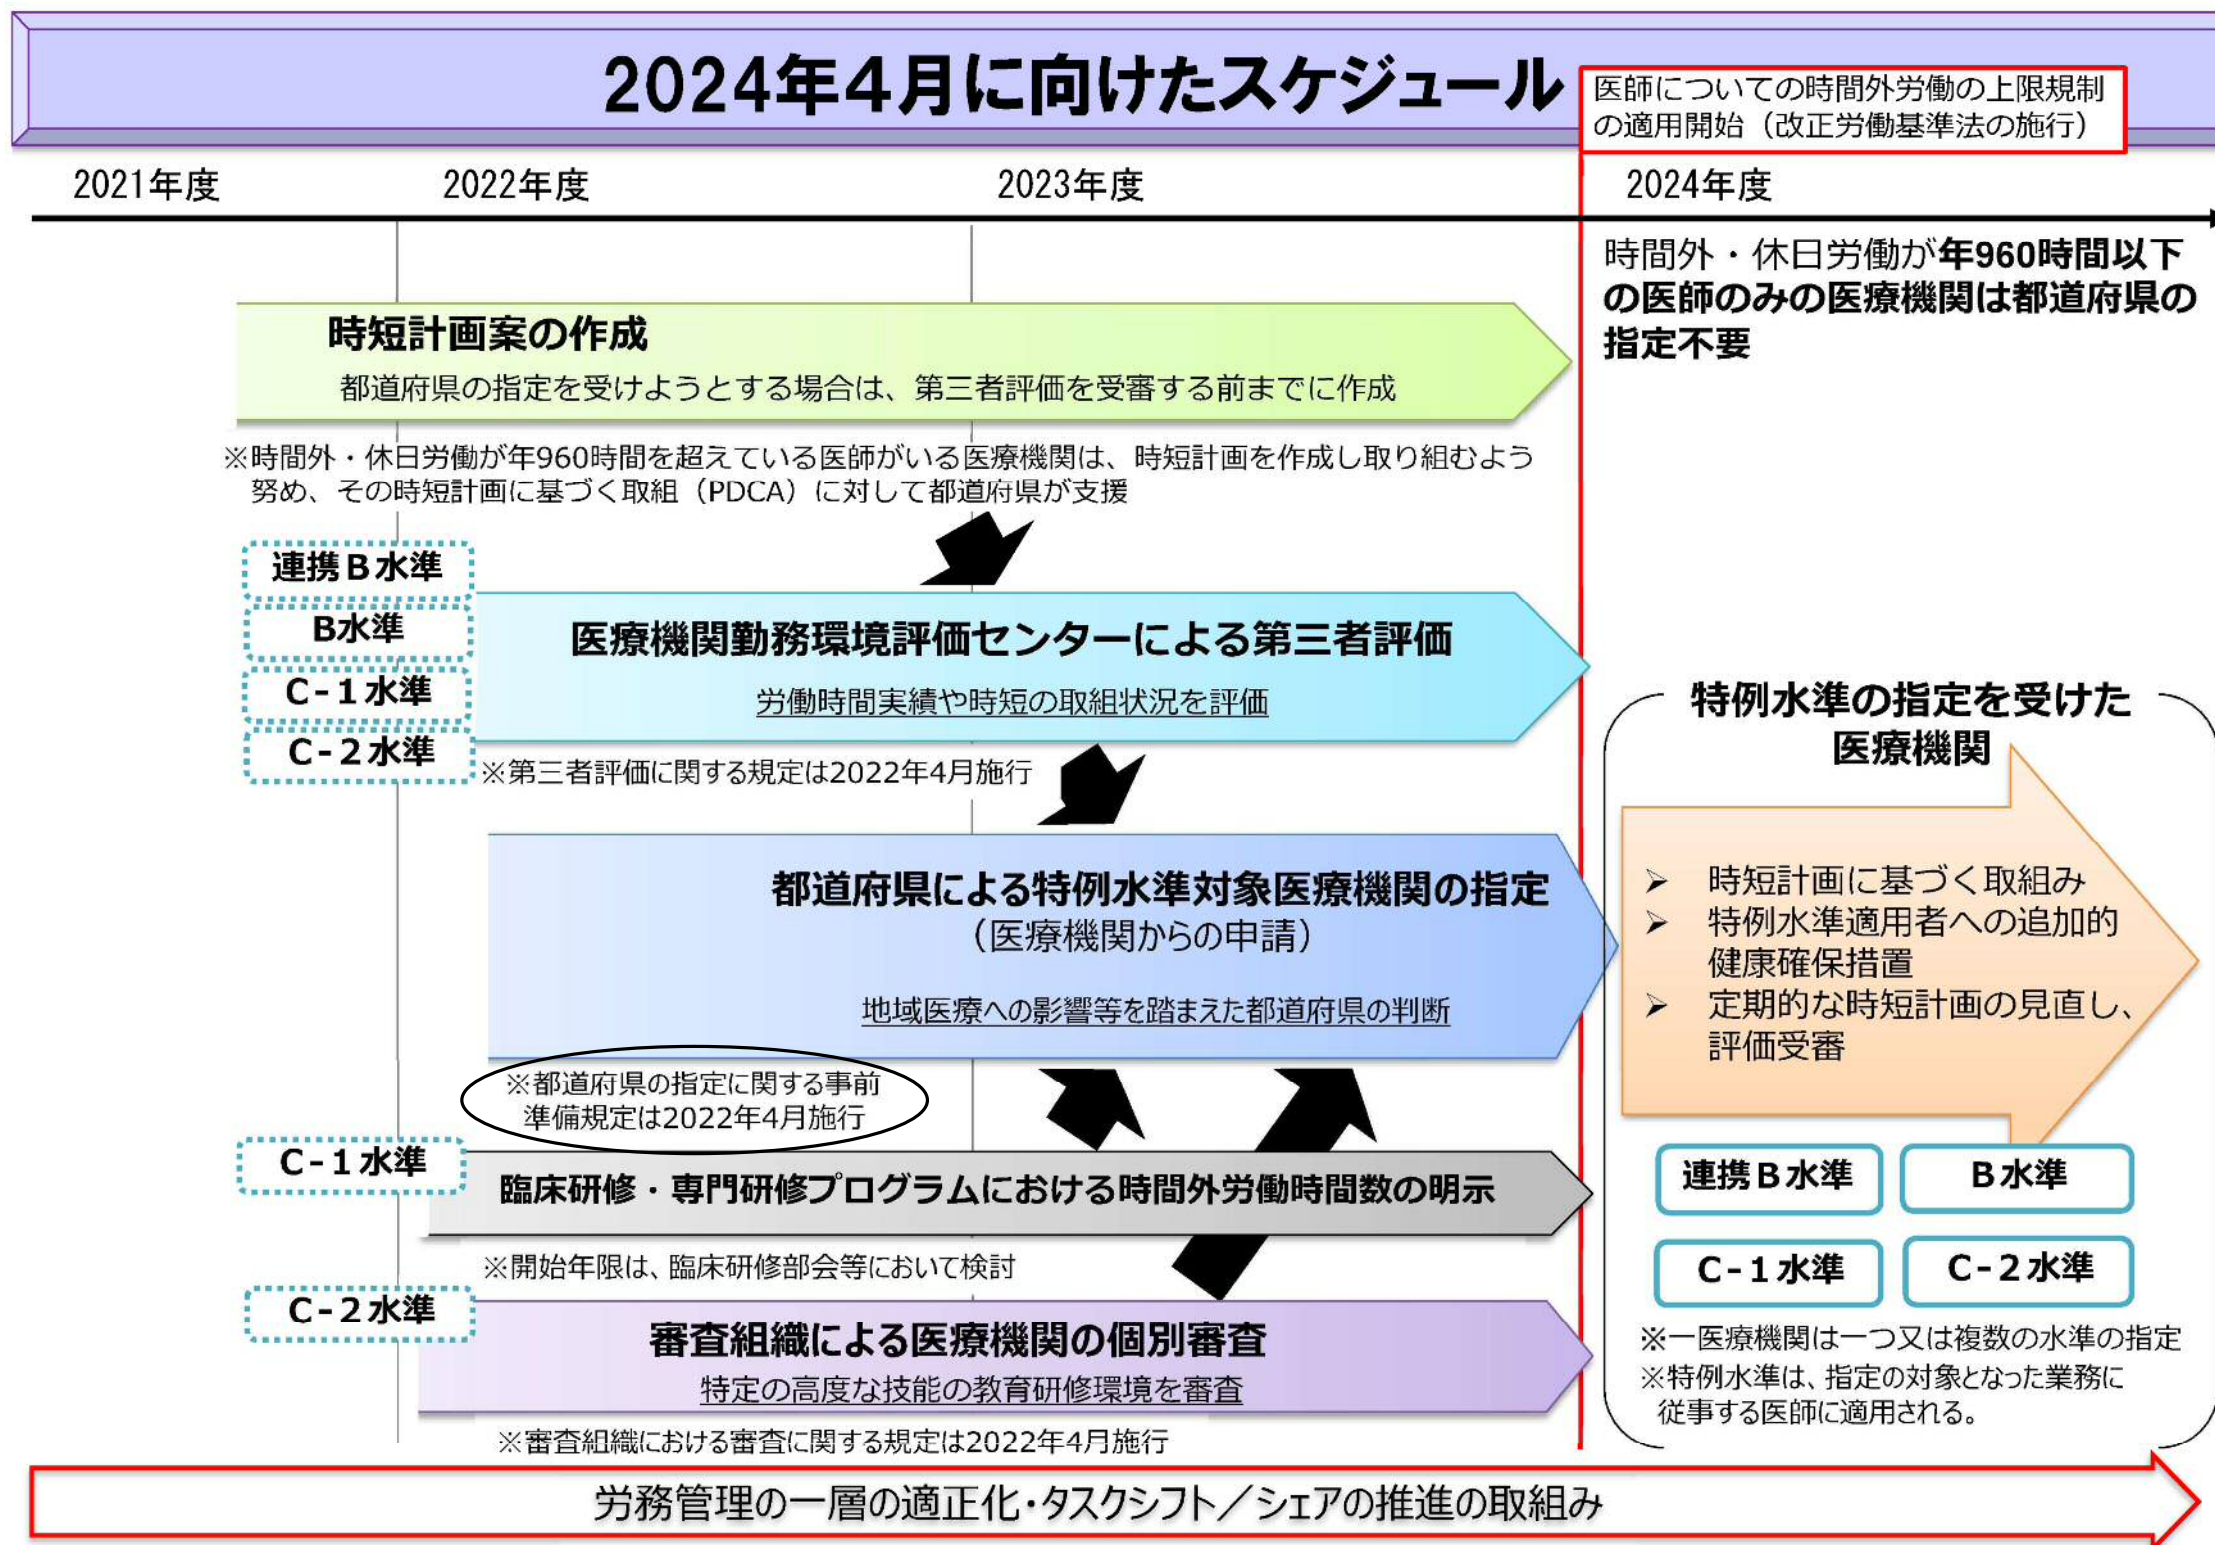 2024年4月に向けたスケジュール
医師についての時間外労働の上限規制
の適用開始（改正労働基準法の施行）
2021年度
2022年度
2023年度
2024年度
時間外・休日労働が年960時間以下
の医師のみの医療機関は都道府県の
指定不要
時短計画案の作成
都道府県の指定を受けようとする場合は、第三者評価を受審する前までに作成
※時間外・休日労働が年960時間を超えている医師がいる医療機関は、時短計画を作成し取り組むよう
努め、その時短計画に基づく取組（PDCA）に対して都道府県が支援
連携Ｂ水準
B水準
Ｃ-１水準
Ｃ-２水準
医療機関勤務環境評価センターによる第三者評価
労働時間実績や時短の取組状況を評価
※第三者評価に関する規定は2022年4月施行
都道府県による特例水準対象医療機関の指定
（医療機関からの申請）
地域医療への影響等を踏まえた都道府県の判断
※都道府県の指定に関する事前
準備規定は2022年4月施行
Ｃ-１水準
臨床研修・専門研修プログラムにおける時間外労働時間数の明示
※開始年限は、臨床研修部会等において検討
Ｃ-２水準
審査組織による医療機関の個別審査
特定の高度な技能の教育研修環境を審査
※審査組織における審査に関する規定は2022年4月施行
特例水準の指定を受けた
医療機関
➢ 時短計画に基づく取組み
➢ 特例水準適用者への追加的
健康確保措置
➢ 定期的な時短計画の見直し、
評価受審
連携Ｂ水準
Ｂ水準
Ｃ-１水準
Ｃ-２水準
※一医療機関は一つ又は複数の水準の指定
※特例水準は、指定の対象となった業務に
従事する医師に適用される。
労務管理の一層の適正化・タスクシフト／シェアの推進の取組み